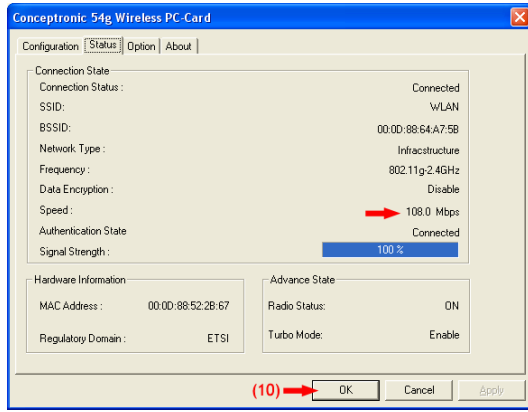 Conceptronic 54g Wireless PC-Card
Configuration Status Option About
Connection State
Connection Status : Connected
SSID: WLAN
BSSID: 00:0D:88:64:A7:5B
Network Type : Infracstructure
Frequency : 802.11g-2.4GHz
Data Encryption : Disable
Speed : 108.0 Mbps
Authentication State Connected
Signal Strength : 100 %
Hardware Information
MAC Address : 00:0D:88:52:2B:67
Regulatory Domain : ETSI
Advance State
Radio Status: ON
Turbo Mode: Enable
(10) OK Cancel Apply